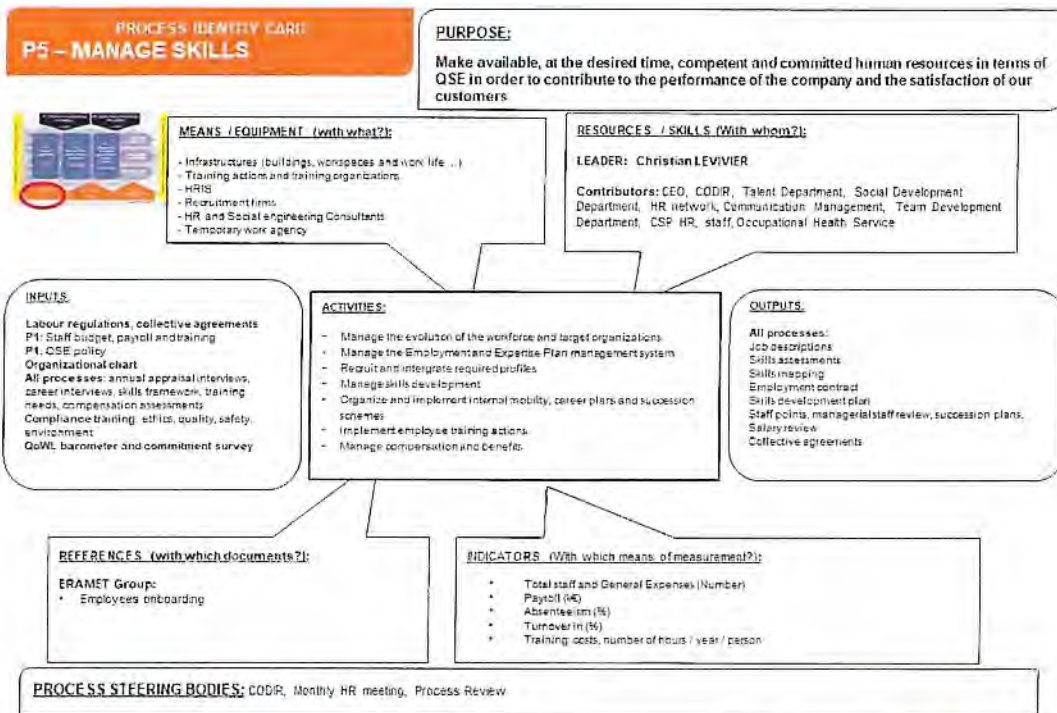 PROCESS IDENTITY CARD
P5 – MANAGE SKILLS
PURPOSE:
Make available, at the desired time, competent and committed human resources in terms of
QSE in order to contribute to the performance of the company and the satisfaction of our
customers
MEANS / EQUIPMENT (with what?):
- Infrastructures (buildings, workspaces and work life ...)
- Training actions and training organizations
- HRIS
- Recruitment firms
- HR and Social engineering Consultants
- Temporary work agency
RESOURCES / SKILLS (With whom?):
LEADER: Christian LEVIVIER
Contributors: CEO, CODIR, Talent Department, Social Development
Department, HR network, Communication Management, Team Development
Department, CSP HR, staff, Occupational Health Service
INPUTS:
Labour regulations, collective agreements
P1: Staff budget, payroll and training
P1: QSE policy
Organizational chart
All processes: annual appraisal interviews,
career interviews, skills framework, training
needs, compensation assessments
Compliance training: ethics, quality, safety,
environment
QoWL barometer and commitment survey
ACTIVITIES:
- Manage the evolution of the workforce and target organizations
- Manage the Employment and Expertise Plan management system
- Recruit and intergrate required profiles
- Manage skills development
- Organize and implement internal mobility, career plans and succession
schemes
- Implement employee training actions
- Manage compensation and benefits
OUTPUTS:
All processes:
Job descriptions
Skills assessments
Skills mapping
Employment contract
Skills development plan
Staff points, managerial staff review, succession plans,
Salary review
Collective agreements
REFERENCES (with which documents?):
ERAMET Group:
• Employees onboarding
INDICATORS (With which means of measurement?):
• Total staff and General Expenses (Number)
• Payroll (k€)
• Absenteeism (%)
• Turnover in (%)
• Training: costs, number of hours / year / person
PROCESS STEERING BODIES: CODIR, Monthly HR meeting, Process Review